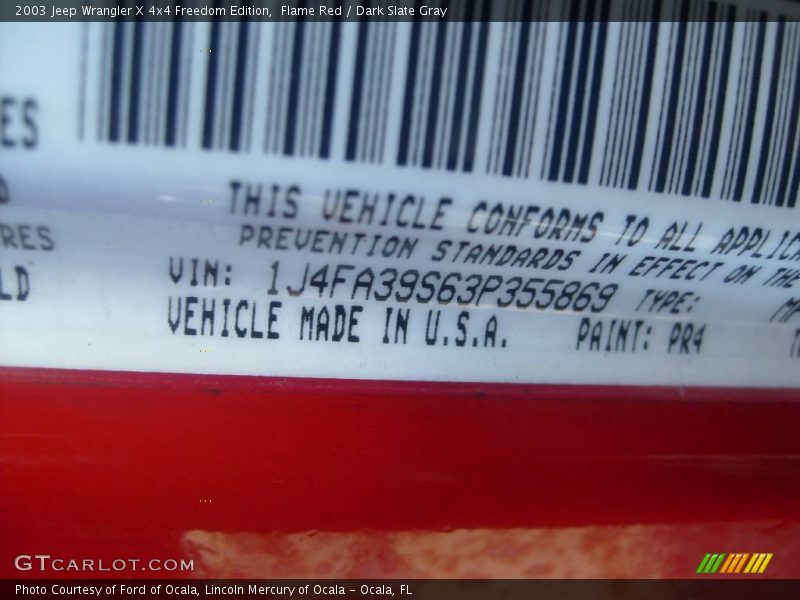 2003 Jeep Wrangler X 4x4 Freedom Edition,  Flame Red / Dark Slate Gray
ES
THIS VEHICLE CONFORMS TO ALL APPLICA
RES
PREVENTION STANDARDS IN EFFECT ON THE
LD
VIN: 1J4FA39S63P355869 TYPE: MP
VEHICLE MADE IN U.S.A. PAINT: PR4
GTCARLOT.COM
Photo Courtesy of Ford of Ocala, Lincoln Mercury of Ocala - Ocala, FL